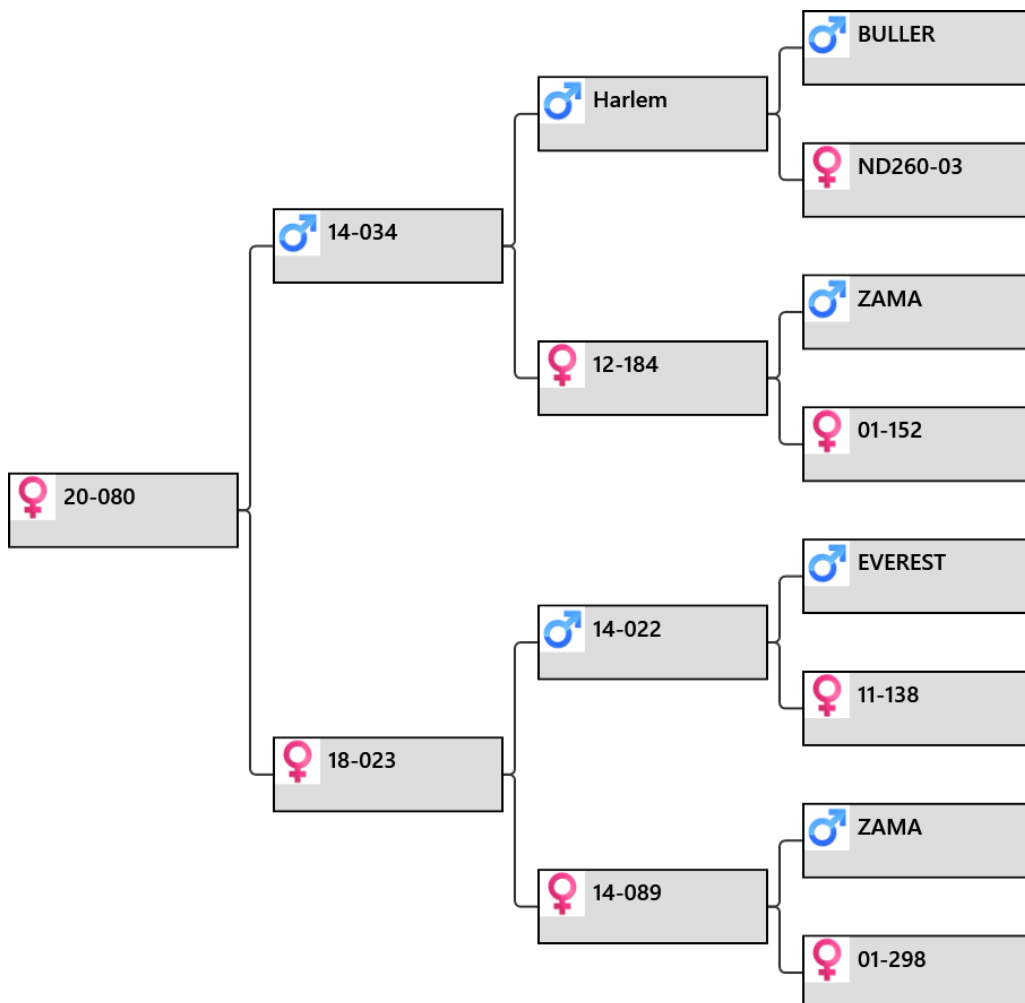 BULLER
Harlem
ND260-03
14-034
ZAMA
12-184
01-152
20-080
EVEREST
14-022
11-138
18-023
ZAMA
14-089
01-298